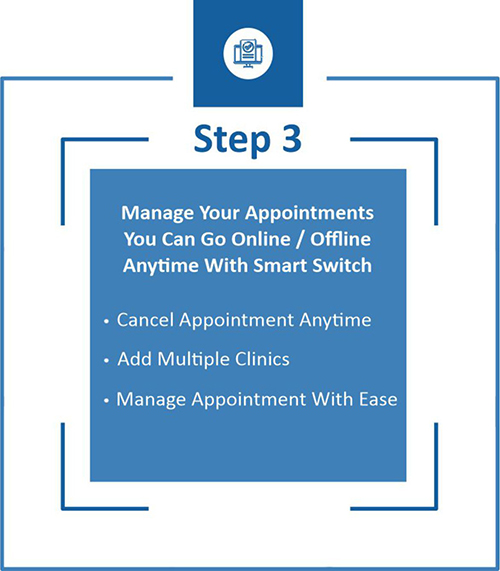 Step 3
Manage Your Appointments
You Can Go Online / Offline
Anytime With Smart Switch
• Cancel Appointment Anytime
• Add Multiple Clinics
• Manage Appointment With Ease